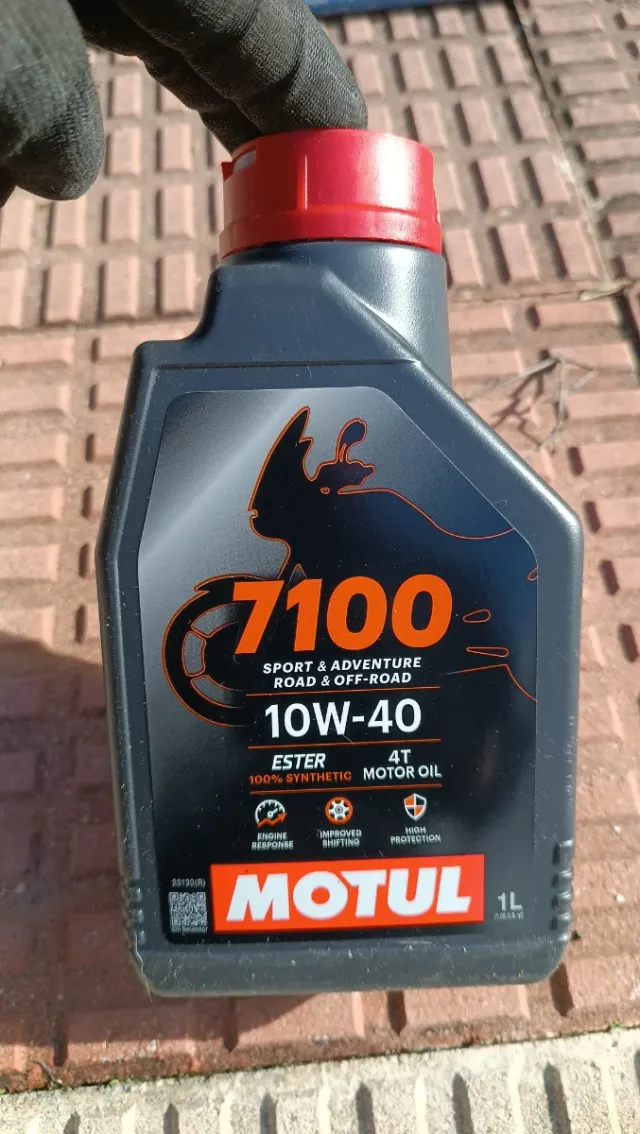 7100
SPORT & ADVENTURE
ROAD & OFF-ROAD
10W-40
ESTER
100% SYNTHETIC
4T
MOTOR OIL
ENGINE
RESPONSE
IMPROVED
SHIFTING
HIGH
PROTECTION
MOTUL
1L